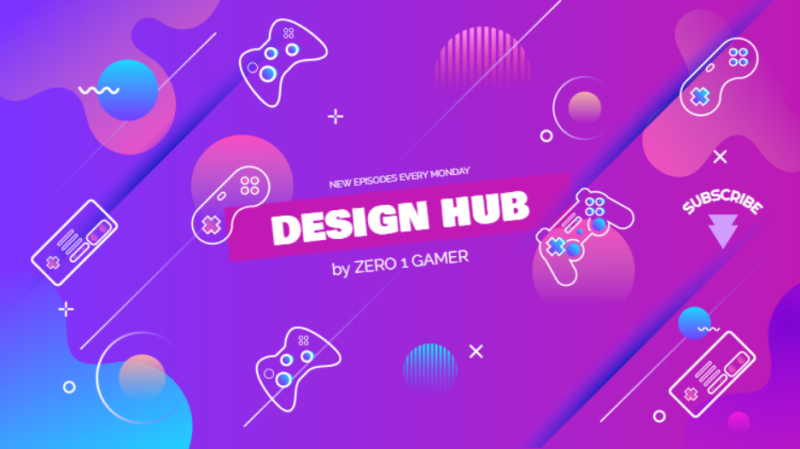 NEW EPISODES EVERY MONDAY
DESIGN HUB
by ZERO 1 GAMER
SUBSCRIBE